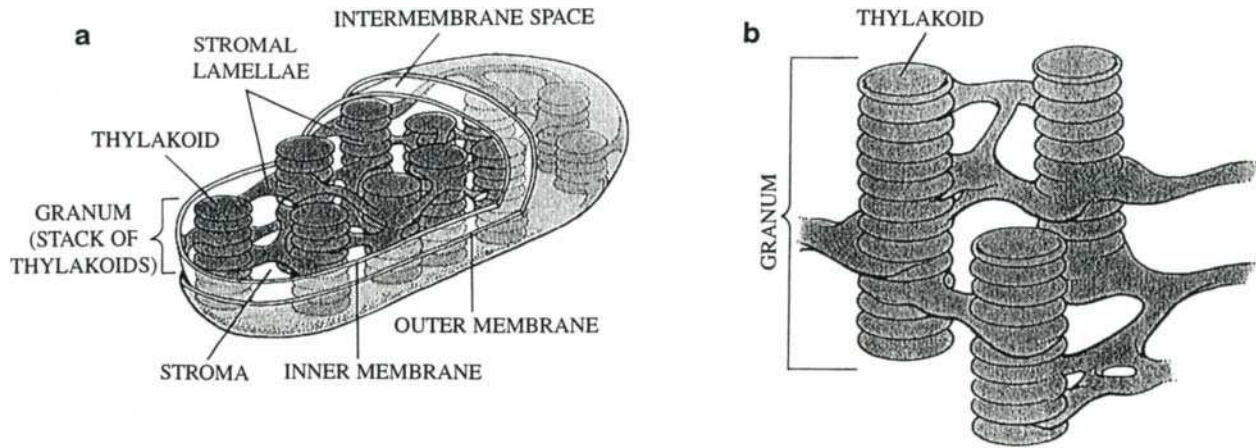 a
INTERMEMBRANE SPACE
STROMAL
LAMELLAE
THYLAKOID
GRANUM
(STACK OF
THYLAKOIDS)
STROMA
INNER MEMBRANE
OUTER MEMBRANE
b
THYLAKOID
GRANUM